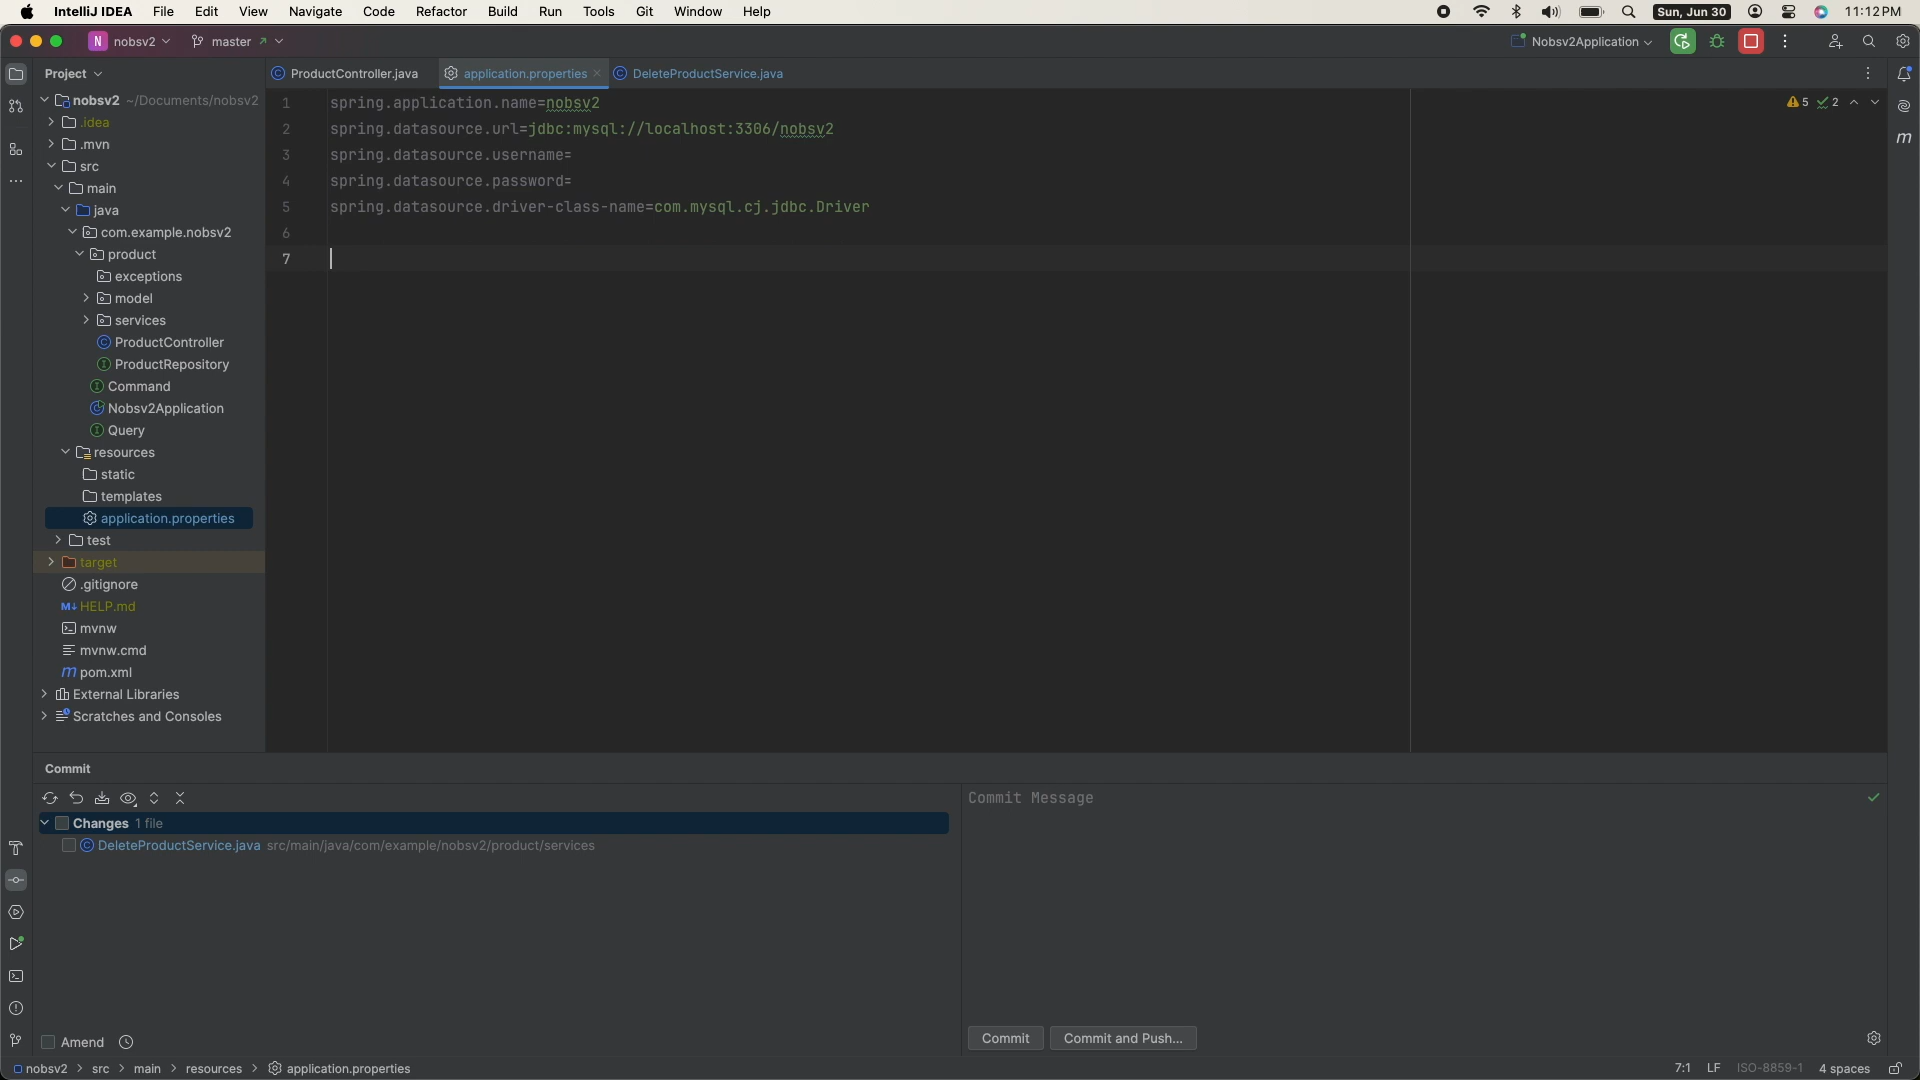 IntelliJ IDEA File Edit View Navigate Code Refactor Build Run Tools Git Window Help Sun, Jun 30 11:12 PM
N nobsv2 master Nobsv2Application
Project
ProductController.java application.properties DeleteProductService.java
nobsv2 ~/Documents/nobsv2
.idea
.mvn
src
main
java
com.example.nobsv2
product
exceptions
model
services
ProductController
ProductRepository
Command
Nobsv2Application
Query
resources
static
templates
application.properties
test
target
.gitignore
HELP.md
mvnw
mvnw.cmd
pom.xml
External Libraries
Scratches and Consoles
1 spring.application.name=nobsv2
2 spring.datasource.url=jdbc:mysql://localhost:3306/nobsv2
3 spring.datasource.username=
4 spring.datasource.password=
5 spring.datasource.driver-class-name=com.mysql.cj.jdbc.Driver
6
7
5 2
Commit
Changes 1 file
DeleteProductService.java src/main/java/com/example/nobsv2/product/services
Commit Message
Amend
Commit Commit and Push...
nobsv2 > src > main > resources > application.properties
7:1 LF ISO-8859-1 4 spaces